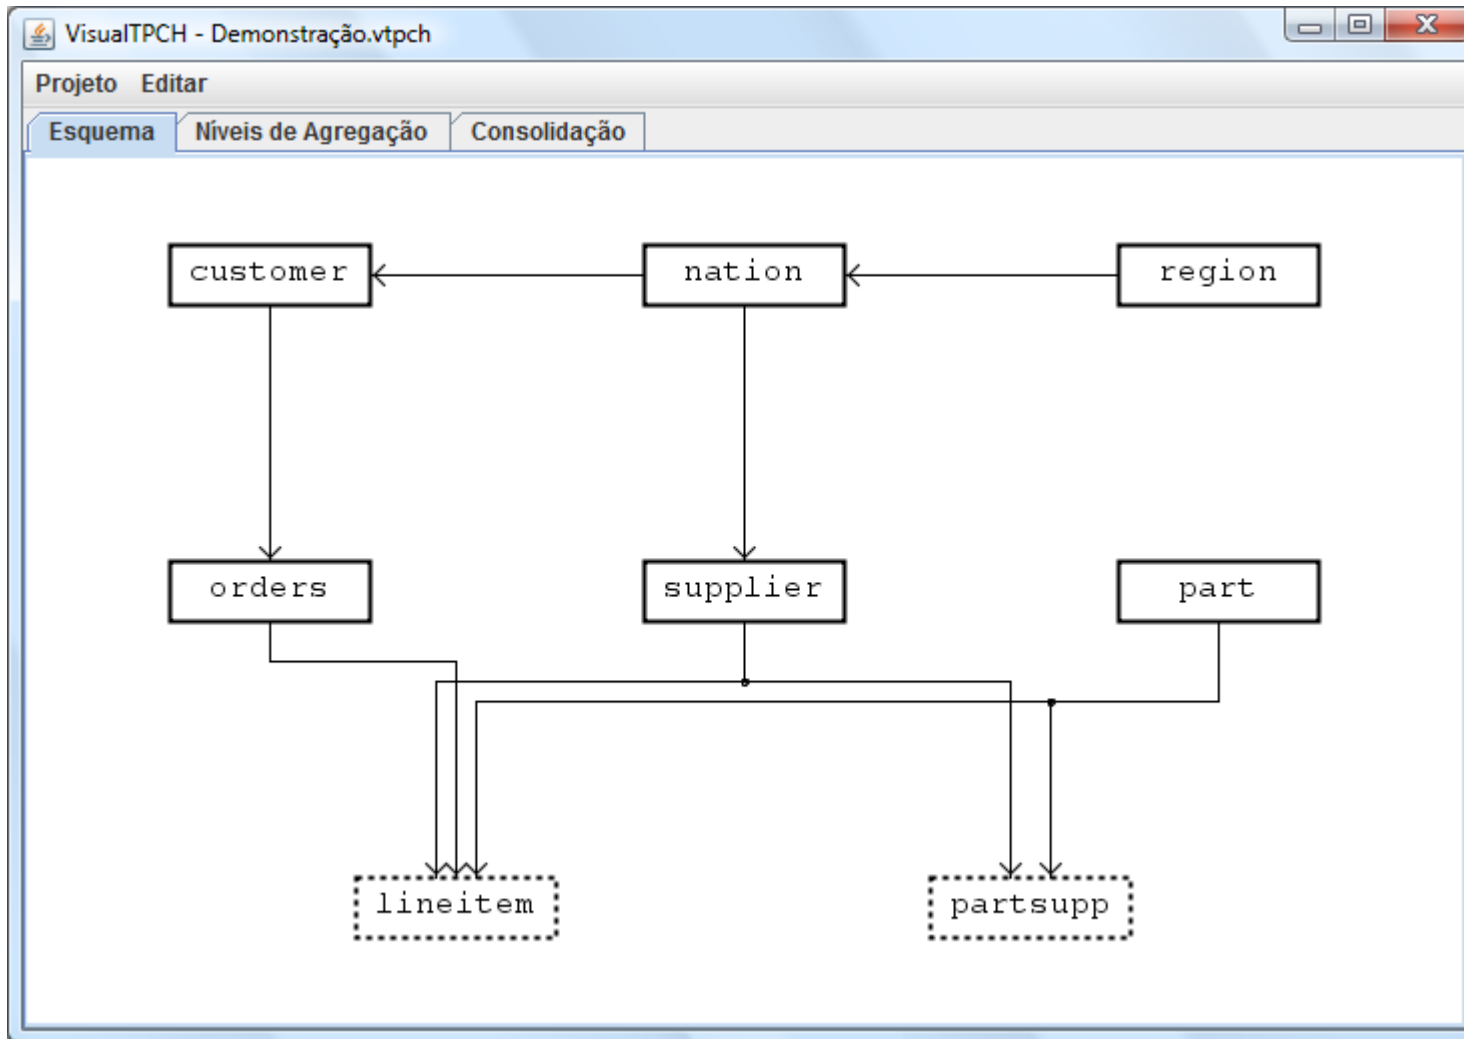 VisualTPCH - Demonstração.vtpch
Projeto Editar
Esquema Níveis de Agregação Consolidação
customer nation region
orders supplier part
lineitem partsupp